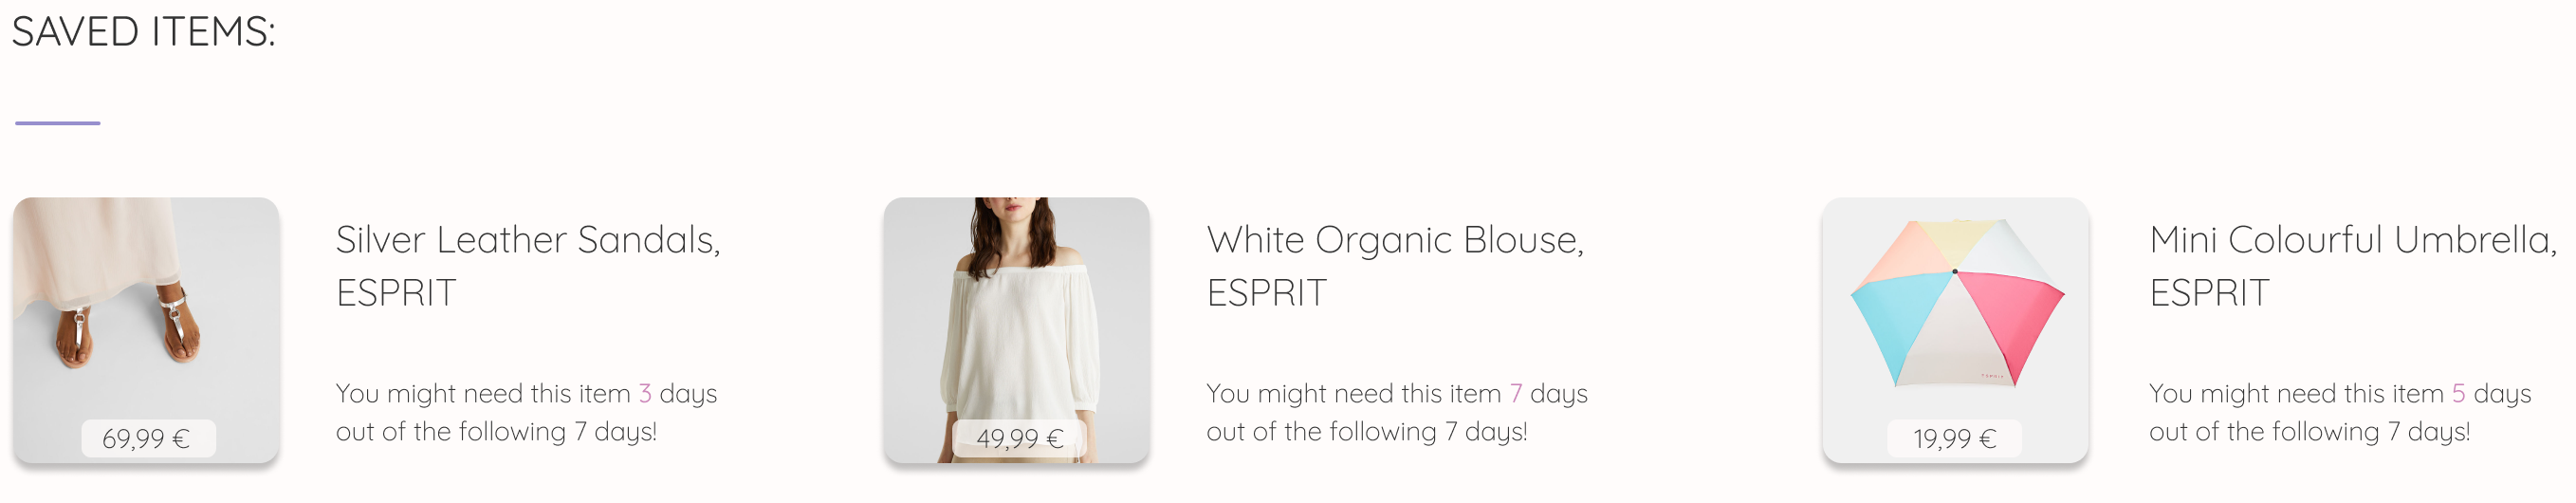 SAVED ITEMS:
Silver Leather Sandals,
ESPRIT
You might need this item 3 days
out of the following 7 days!
69,99 €
White Organic Blouse,
ESPRIT
You might need this item 7 days
out of the following 7 days!
49,99 €
Mini Colourful Umbrella,
ESPRIT
You might need this item 5 days
out of the following 7 days!
19,99 €
ESPRIT